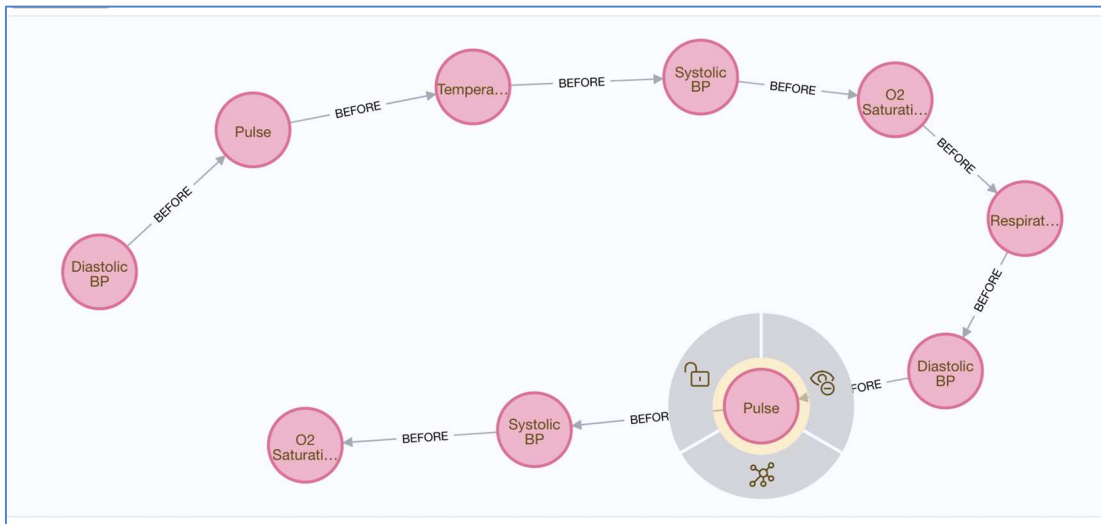 Diastolic
BP
BEFORE
Pulse
BEFORE
Tempera...
BEFORE
Systolic
BP
BEFORE
O2
Saturati...
BEFORE
Respirat...
BEFORE
Diastolic
BP
FORE
Pulse
BEFOR
Systolic
BP
BEFORE
O2
Saturati...